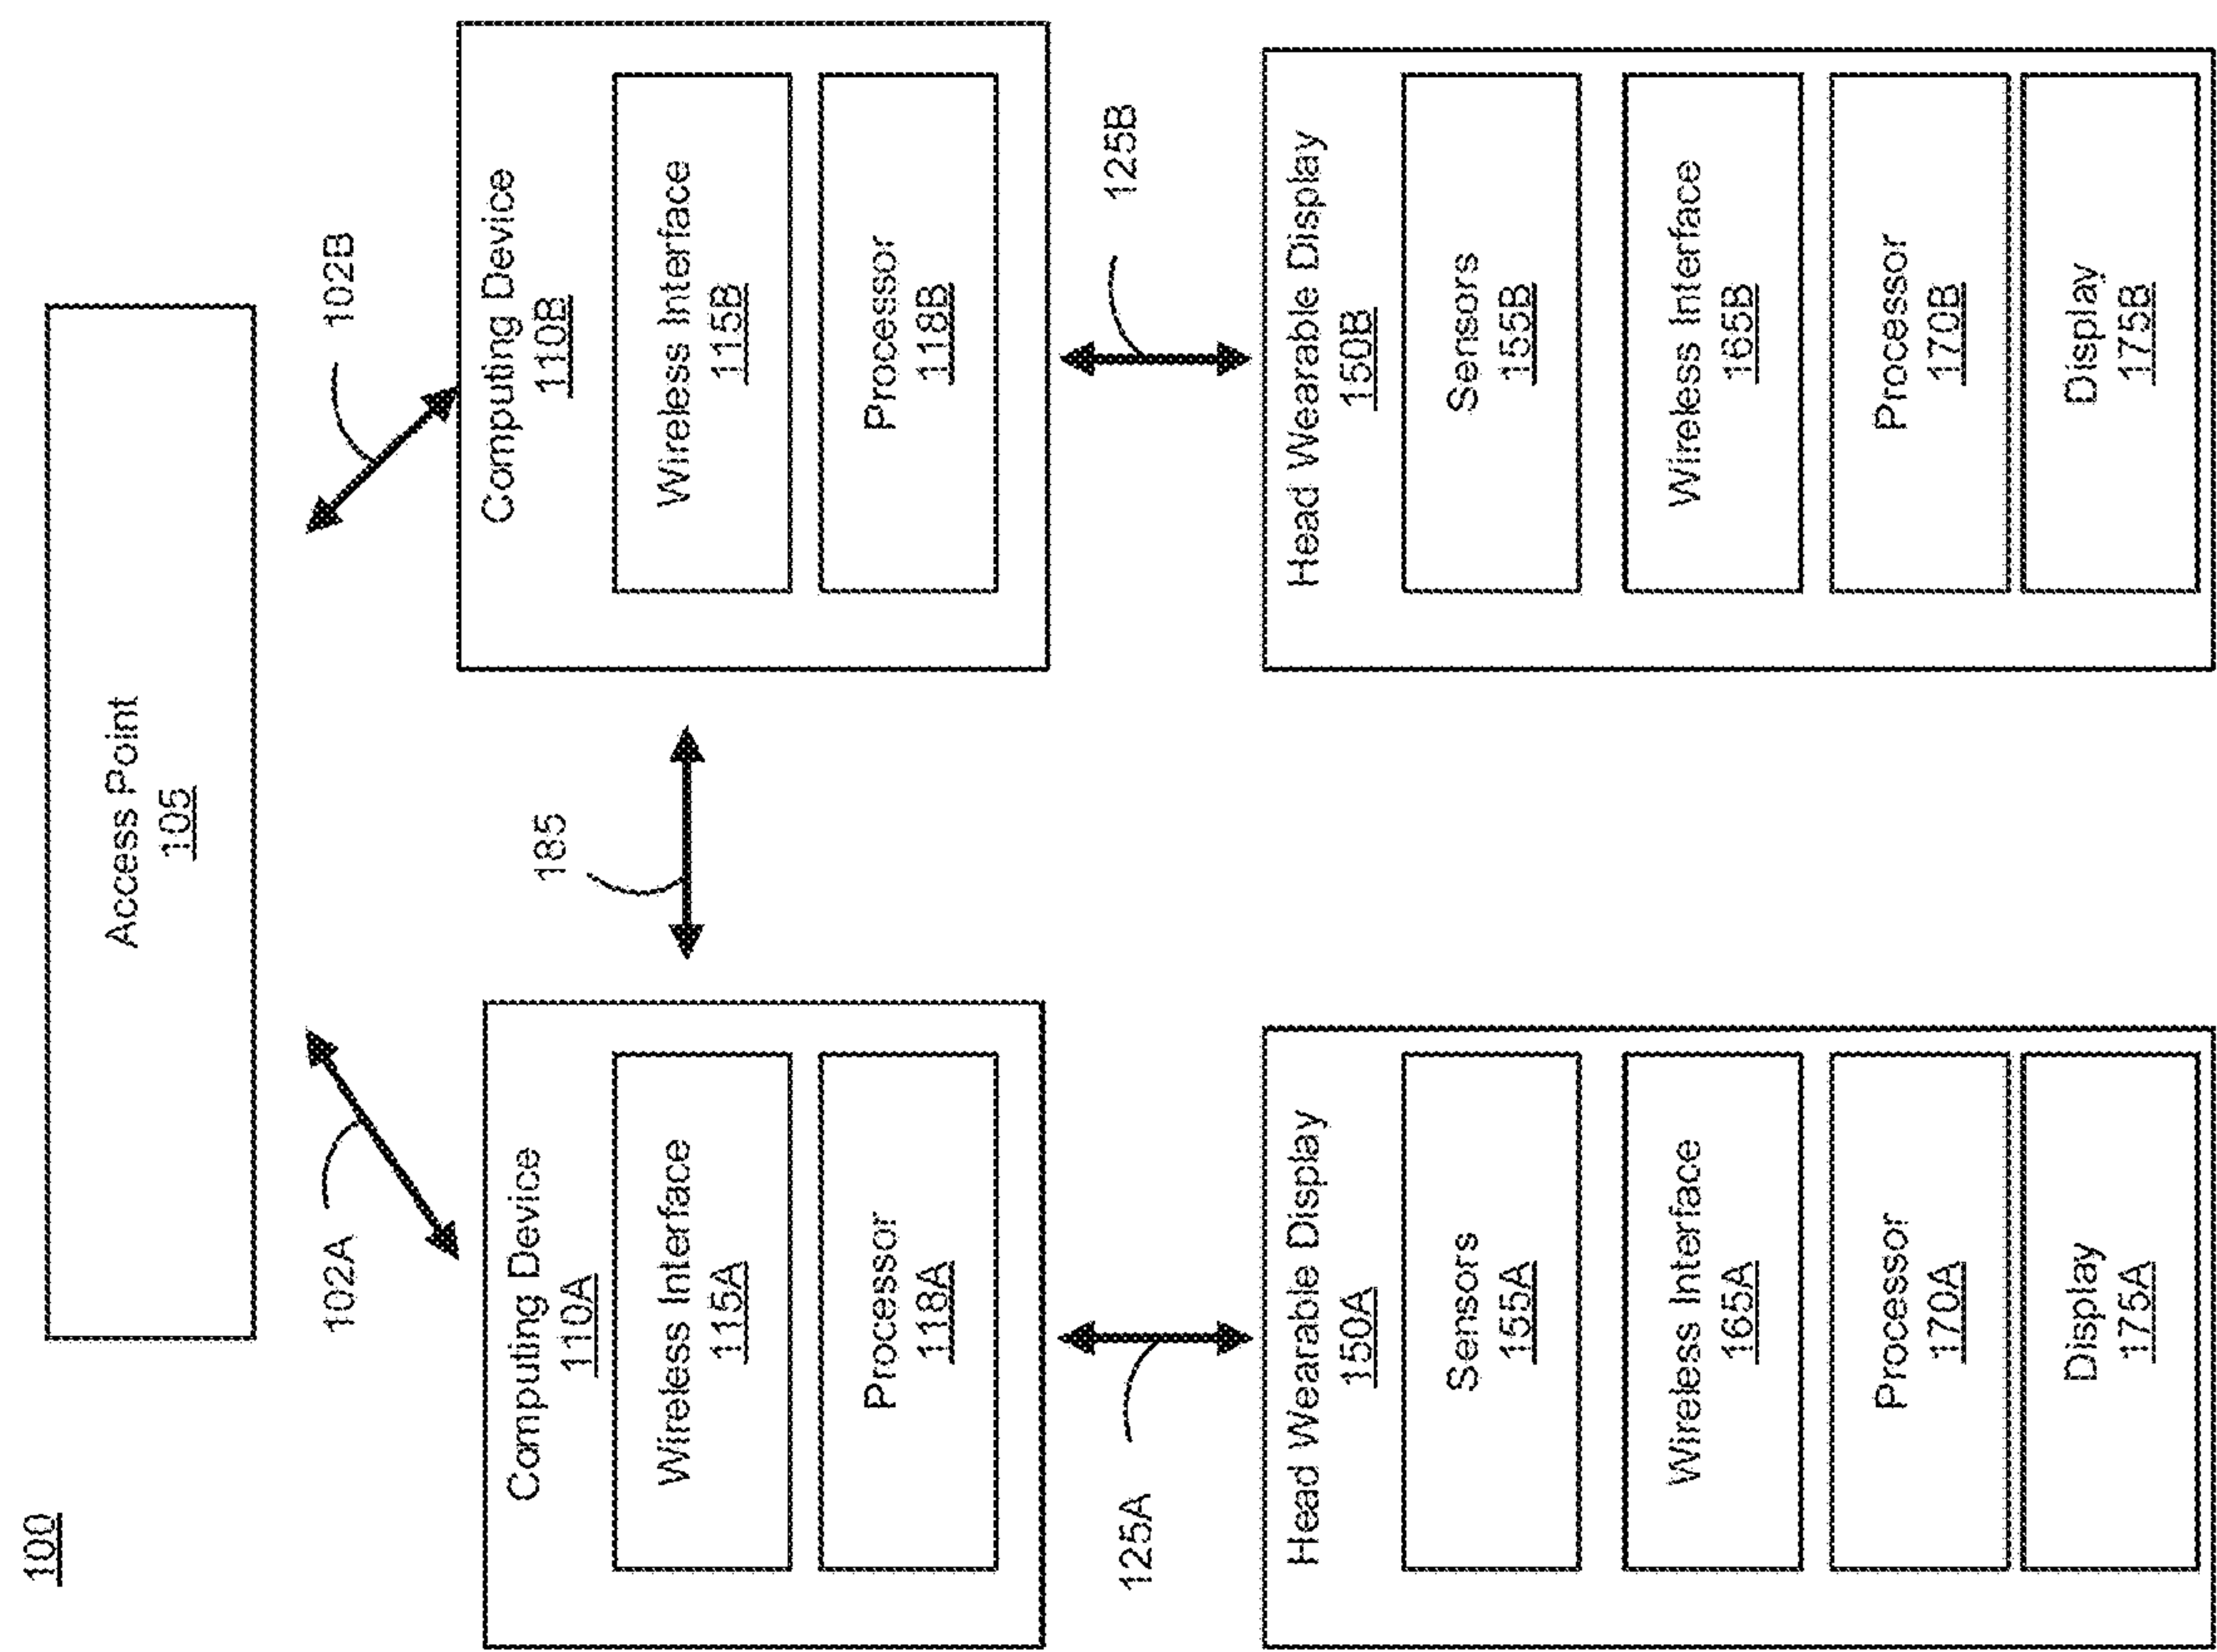 100
Access Point
105
102A
102B
185
Computing Device
110A
Wireless Interface
115A
Processor
118A
Computing Device
110B
Wireless Interface
115B
Processor
118B
125A
125B
Head Wearable Display
150A
Sensors
155A
Wireless Interface
165A
Processor
170A
Display
175A
Head Wearable Display
150B
Sensors
155B
Wireless Interface
165B
Processor
170B
Display
175B